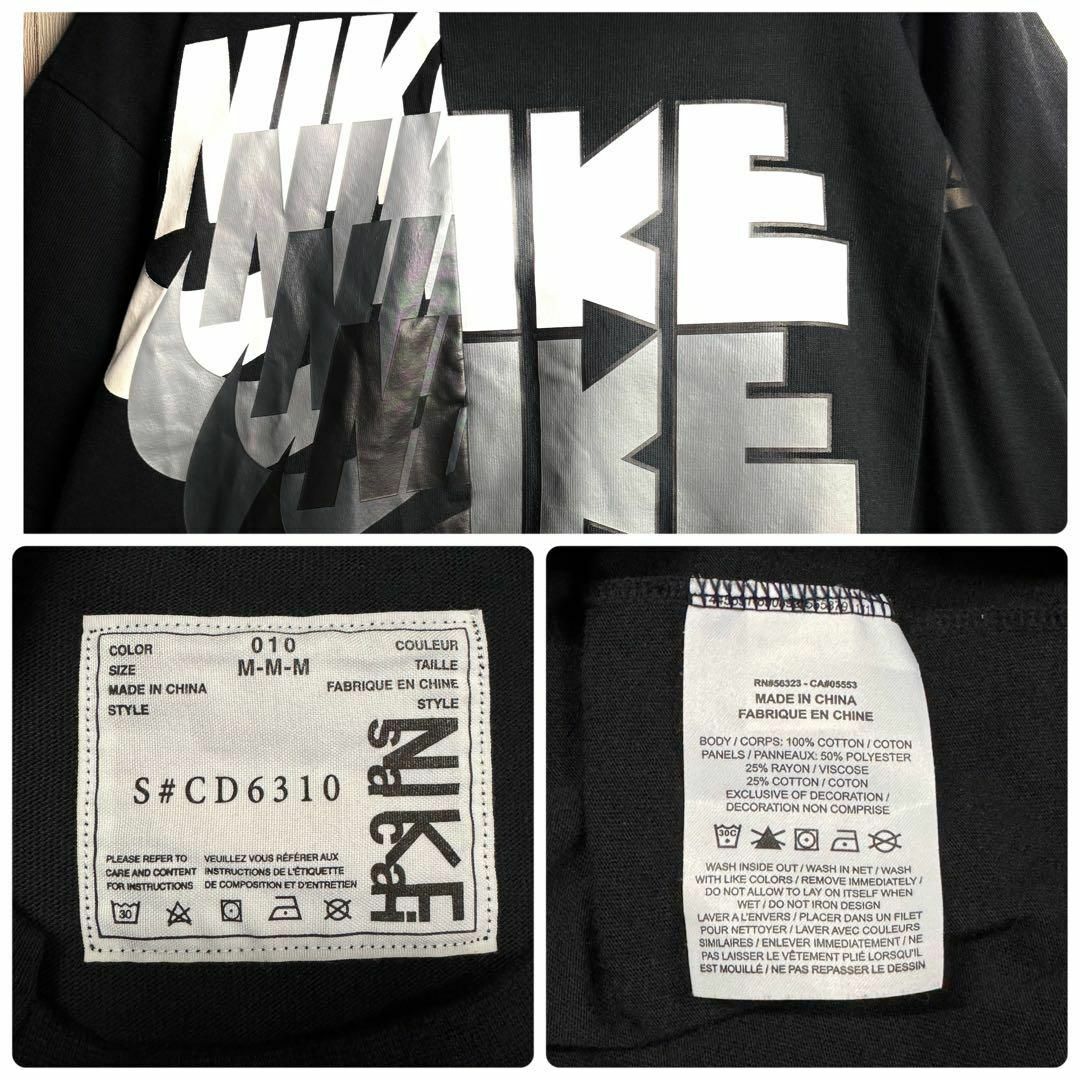 NIKE
NIKE
NIKE
COLOR 010 COULEUR
SIZE M-M-M TAILLE
MADE IN CHINA FABRIQUE EN CHINE
STYLE STYLE
S#CD6310
NIKE
sacai
PLEASE REFER TO
CARE AND CONTENT
FOR INSTRUCTIONS
VEUILLEZ VOUS RÉFÉRER AUX
INSTRUCTIONS DE L'ÉTIQUETTE
DE COMPOSITION ET D'ENTRETIEN
30
RN#56323 - CA#05553
MADE IN CHINA
FABRIQUE EN CHINE
BODY / CORPS: 100% COTTON / COTON
PANELS / PANNEAUX: 50% POLYESTER
25% RAYON / VISCOSE
25% COTTON / COTON
EXCLUSIVE OF DECORATION /
DECORATION NON COMPRISE
30C
WASH INSIDE OUT / WASH IN NET / WASH
WITH LIKE COLORS / REMOVE IMMEDIATELY /
DO NOT ALLOW TO LAY ON ITSELF WHEN
WET / DO NOT IRON DESIGN
LAVER A L'ENVERS / PLACER DANS UN FILET
POUR NETTOYER / LAVER AVEC COULEURS
SIMILAIRES / ENLEVER IMMEDIATEMENT / NE
PAS LAISSER LE VÊTEMENT PLIÉ LORSQU'IL
EST MOUILLÉ / NE PAS REPASSER LE DESSIN